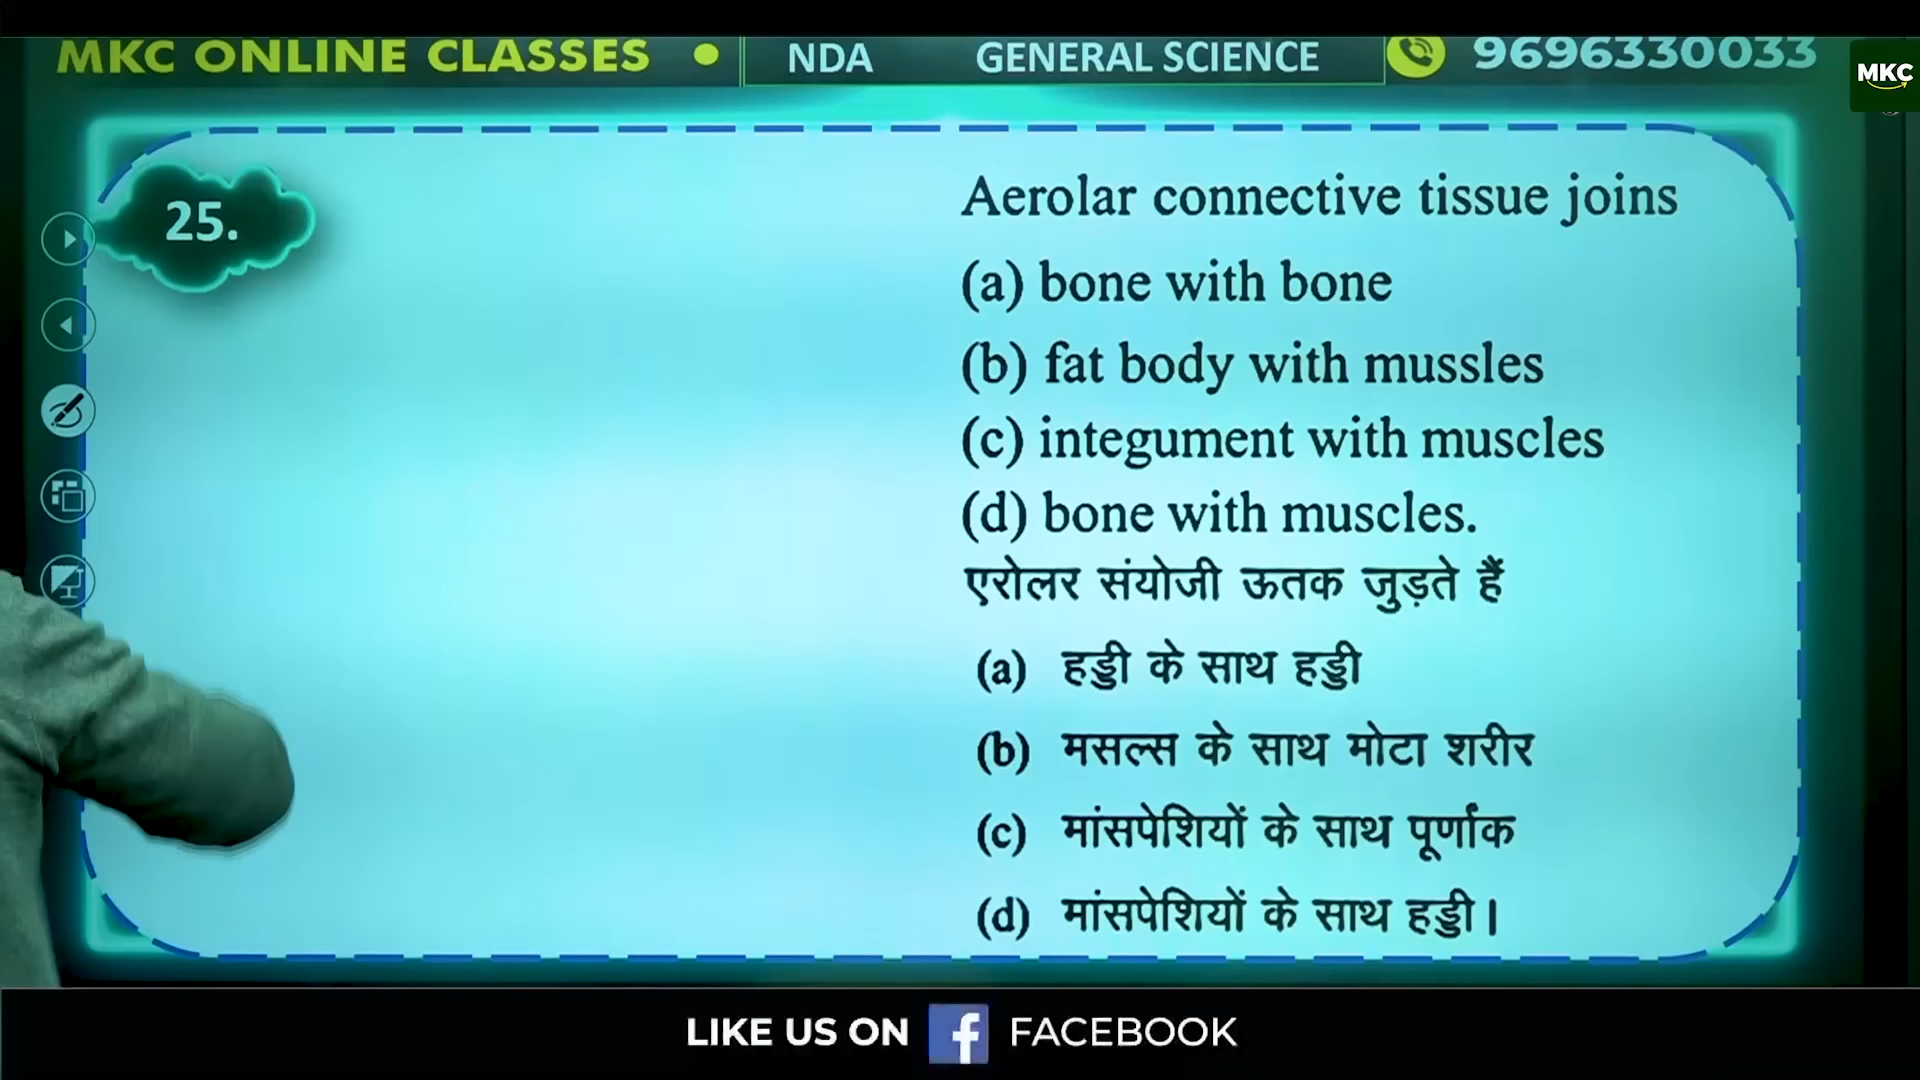 MKC ONLINE CLASSES • NDA GENERAL SCIENCE 9696330033
MKC
25.
Aerolar connective tissue joins
(a) bone with bone
(b) fat body with mussles
(c) integument with muscles
(d) bone with muscles.
एरोलर संयोजी ऊतक जुड़ते हैं
(a) हड्डी के साथ हड्डी
(b) मसल्स के साथ मोटा शरीर
(c) मांसपेशियों के साथ पूर्णांक
(d) मांसपेशियों के साथ हड्डी।
LIKE US ON f FACEBOOK